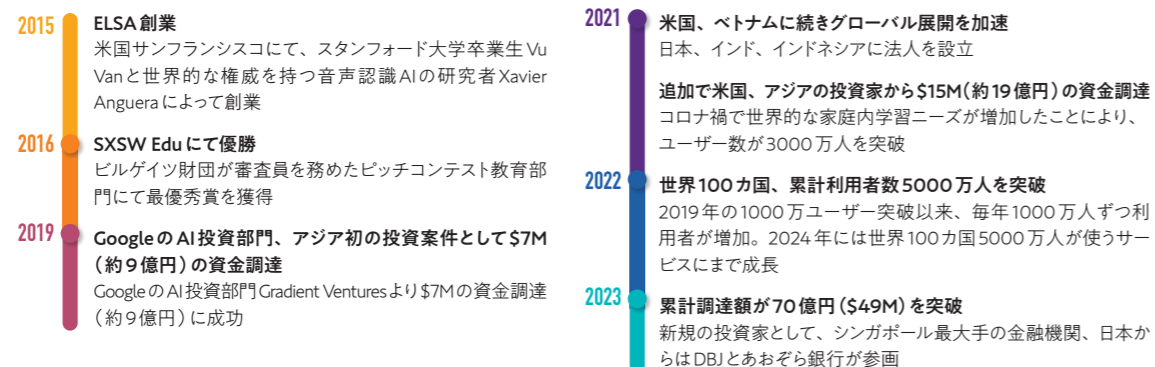 2015
ELSA創業
米国サンフランシスコにて、スタンフォード大学卒業生Vu
Vanと世界的な権威を持つ音声認識AIの研究者Xavier
Angueraによって創業
2016
SXSW Eduにて優勝
ビルゲイツ財団が審査員を務めたピッチコンテスト教育部
門にて最優秀賞を獲得
2019
GoogleのAI投資部門、アジア初の投資案件として$7M
（約9億円）の資金調達
GoogleのAI投資部門Gradient Venturesより$7Mの資金調達
（約9億円）に成功
2021
米国、ベトナムに続きグローバル展開を加速
日本、インド、インドネシアに法人を設立
追加で米国、アジアの投資家から$15M（約19億円）の資金調達
コロナ禍で世界的な家庭内学習ニーズが増加したことにより、
ユーザー数が3000万人を突破
2022
世界100カ国、累計利用者数5000万人を突破
2019年の1000万ユーザー突破以来、毎年1000万人ずつ利
用者が増加。2024年には世界100カ国5000万人が使うサー
ビスにまで成長
2023
累計調達額が70億円（$49M）を突破
新規の投資家として、シンガポール最大手の金融機関、日本か
らはDBJとあおぞら銀行が参画